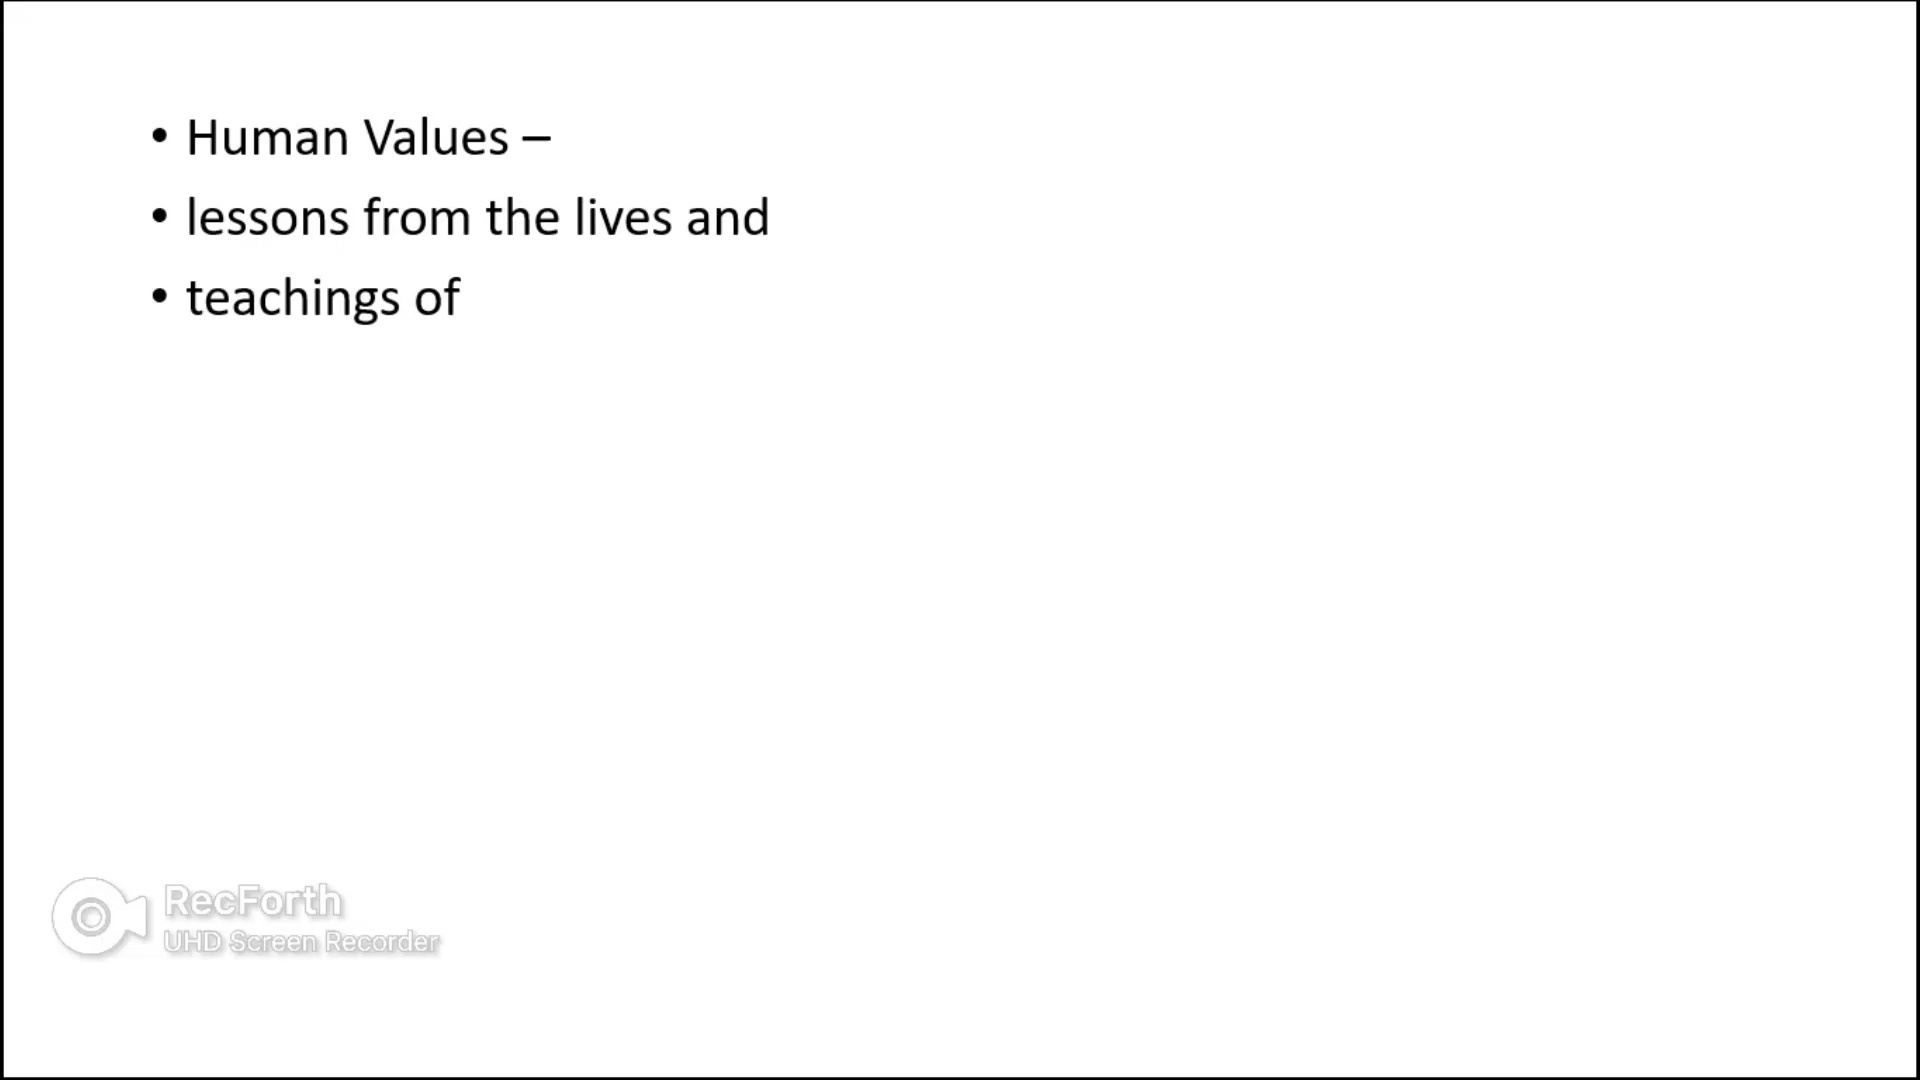 • Human Values –
• lessons from the lives and
• teachings of
RecForth
UHD Screen Recorder